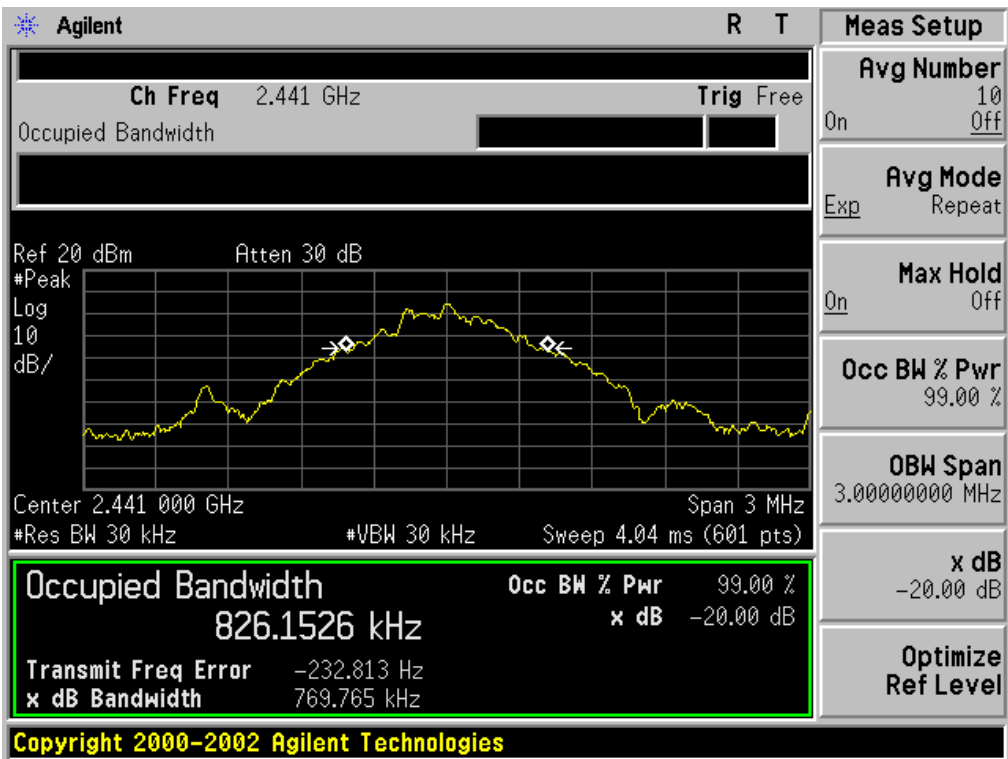 Agilent R T
Ch Freq 2.441 GHz Trig Free
Occupied Bandwidth
Ref 20 dBm Atten 30 dB
#Peak
Log
10
dB/
Center 2.441 000 GHz Span 3 MHz
#Res BW 30 kHz #VBW 30 kHz Sweep 4.04 ms (601 pts)
Occupied Bandwidth Occ BW % Pwr 99.00 %
826.1526 kHz x dB -20.00 dB
Transmit Freq Error -232.813 Hz
x dB Bandwidth 769.765 kHz
Copyright 2000-2002 Agilent Technologies
Meas Setup
Avg Number
10
On Off
Avg Mode
Exp Repeat
Max Hold
On Off
Occ BW % Pwr
99.00 %
OBW Span
3.00000000 MHz
x dB
-20.00 dB
Optimize
Ref Level